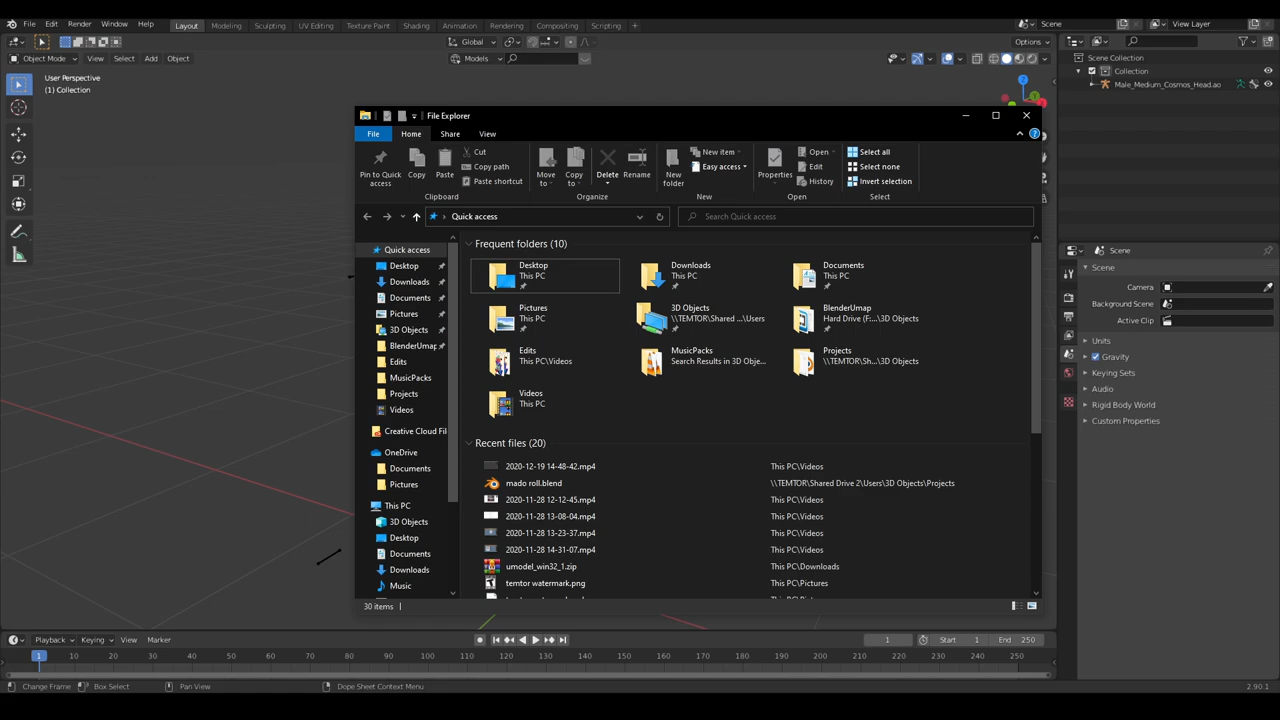 File Edit Render Window Help Layout Modeling Sculpting UV Editing Texture Paint Shading Animation Rendering Compositing Scripting + Scene View Layer
Global Options
Object Mode View Select Add Object Models
User Perspective
(1) Collection
Scene Collection
Collection
Male_Medium_Cosmos_Head.ao
File Explorer
File Home Share View
Pin to Quick access
Copy
Paste
Cut
Copy path
Paste shortcut
Clipboard
Move to
Copy to
Delete
Rename
Organize
New folder
New item
Easy access
New
Properties
Open
Edit
History
Open
Select all
Select none
Invert selection
Select
Quick access
Search Quick access
Quick access
Desktop
Downloads
Documents
Pictures
3D Objects
BlenderUmap
Edits
MusicPacks
Projects
Videos
Creative Cloud Fil
OneDrive
Documents
Pictures
This PC
3D Objects
Desktop
Documents
Downloads
Music
Frequent folders (10)
Desktop
This PC
Downloads
This PC
Documents
This PC
Pictures
This PC
3D Objects
\\TEMTOR\Shared ...\Users
BlenderUmap
Hard Drive (F:...\3D Objects
Edits
This PC\Videos
MusicPacks
Search Results in 3D Obje...
Projects
\\TEMTOR\Sh...\3D Objects
Videos
This PC
Recent files (20)
2020-12-19 14-48-42.mp4 This PC\Videos
mado roll.blend \\TEMTOR\Shared Drive 2\Users\3D Objects\Projects
2020-11-28 12-12-45.mp4 This PC\Videos
2020-11-28 13-08-04.mp4 This PC\Videos
2020-11-28 13-23-37.mp4 This PC\Videos
2020-11-28 14-31-07.mp4 This PC\Videos
umodel_win32_1.zip This PC\Downloads
temtor watermark.png This PC\Pictures
30 items
Scene
Scene
Camera
Background Scene
Active Clip
Units
Gravity
Keying Sets
Audio
Rigid Body World
Custom Properties
Playback Keying View Marker 1 Start 1 End 250
1 10 20 30 40 50 60 70 80 90 100 110 120 130 140 150 160 170 180 190 200 210 220 230 240 250
Change Frame Box Select Pan View Dope Sheet Context Menu 2.90.1